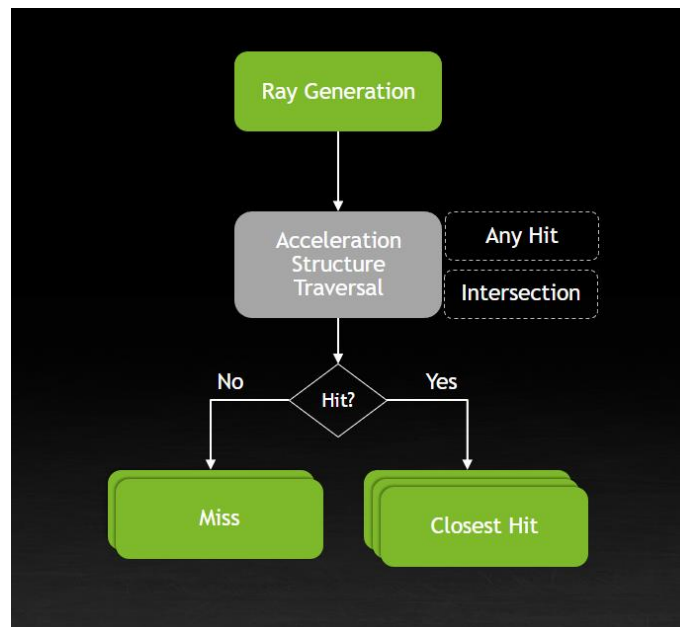 Ray Generation
Acceleration
Structure
Traversal
Any Hit
Intersection
No
Hit?
Yes
Miss
Closest Hit